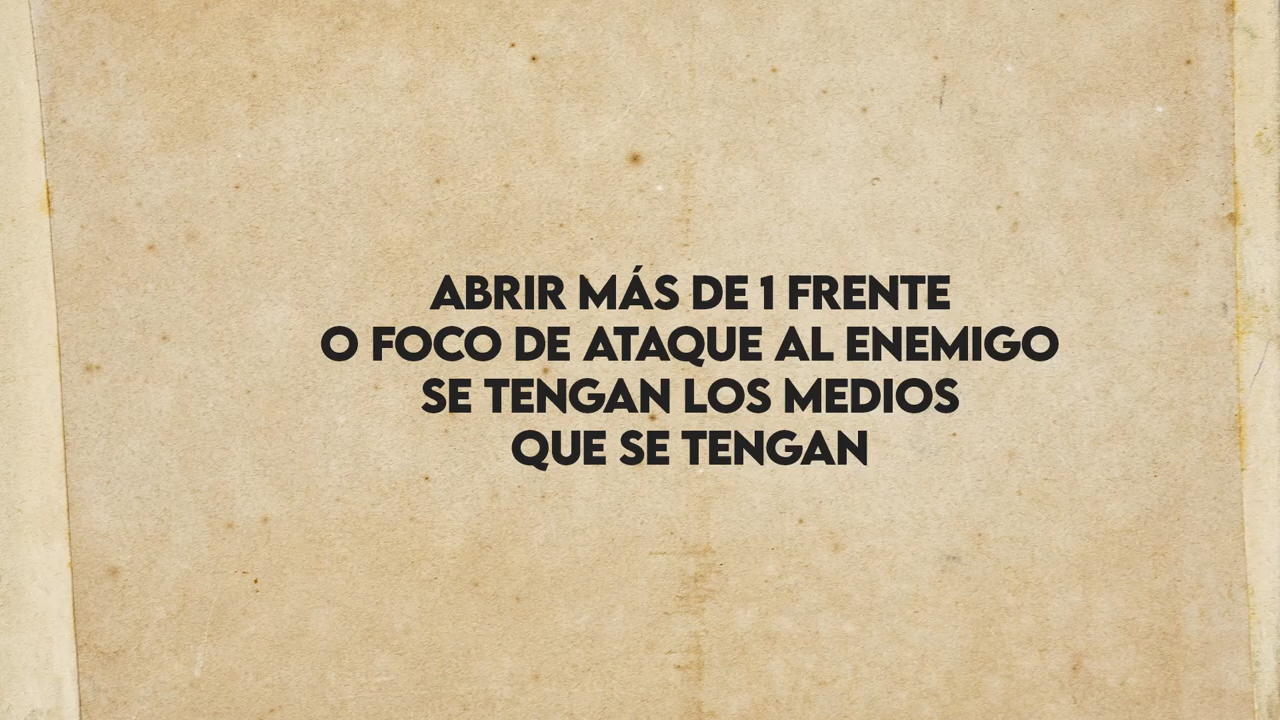 ABRIR MÁS DE 1 FRENTE
O FOCO DE ATAQUE AL ENEMIGO
SE TENGAN LOS MEDIOS
QUE SE TENGAN